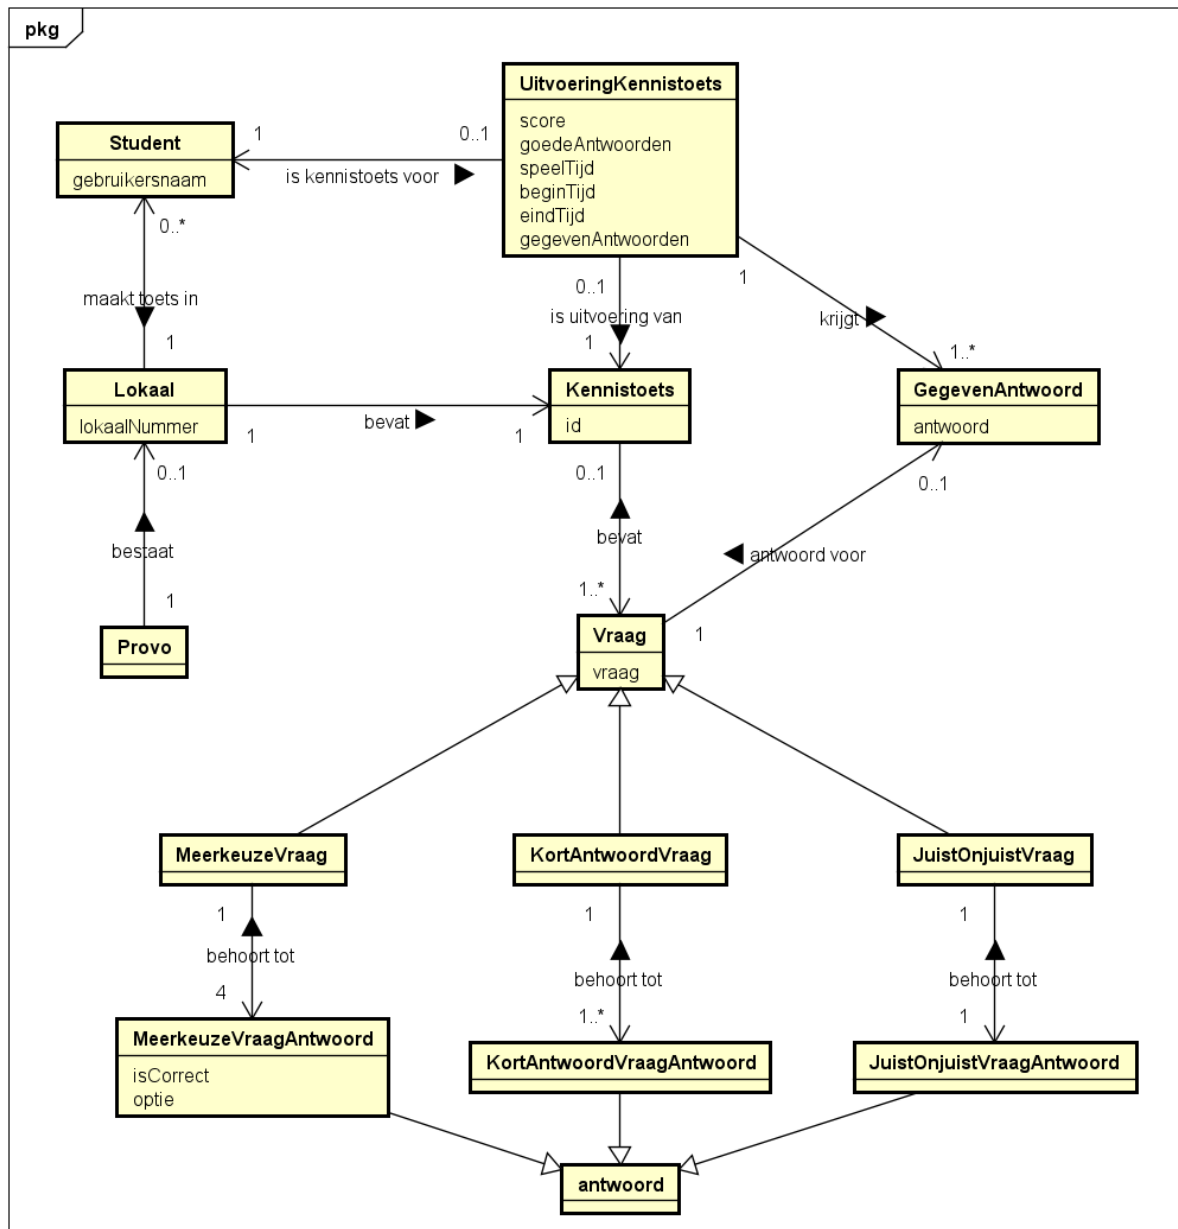 pkg
UitvoeringKennistoets
score
goedeAntwoorden
speelTijd
beginTijd
eindTijd
gegevenAntwoorden
Student
gebruikersnaam
1
0..1
is kennistoets voor
0..*
maakt toets in
1
0..1
is uitvoering van
1
1
krijgt
1..*
Lokaal
lokaalNummer
1
bevat
1
Kennistoets
id
GegevenAntwoord
antwoord
0..1
bestaat
1
Provo
0..1
bevat
1..*
0..1
antwoord voor
1
Vraag
vraag
MeerkeuzeVraag
KortAntwoordVraag
JuistOnjuistVraag
1
behoort tot
4
1
behoort tot
1..*
1
behoort tot
1
MeerkeuzeVraagAntwoord
isCorrect
optie
KortAntwoordVraagAntwoord
JuistOnjuistVraagAntwoord
antwoord